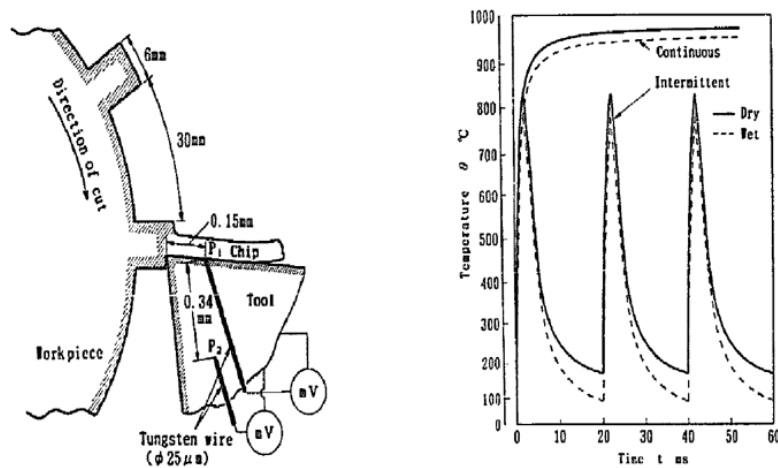 6mm
Direction of cut
30mm
0.15mm
P₁ Chip
0.34
mm
Tool
P₂
Workpiece
mV
mV
Tungsten wire
(φ25μm)
1000
900
800
700
600
500
400
300
200
100
0
Temperature θ ℃
Continuous
Intermittent
Dry
Wet
0 10 20 30 40 50 60
Time t ms